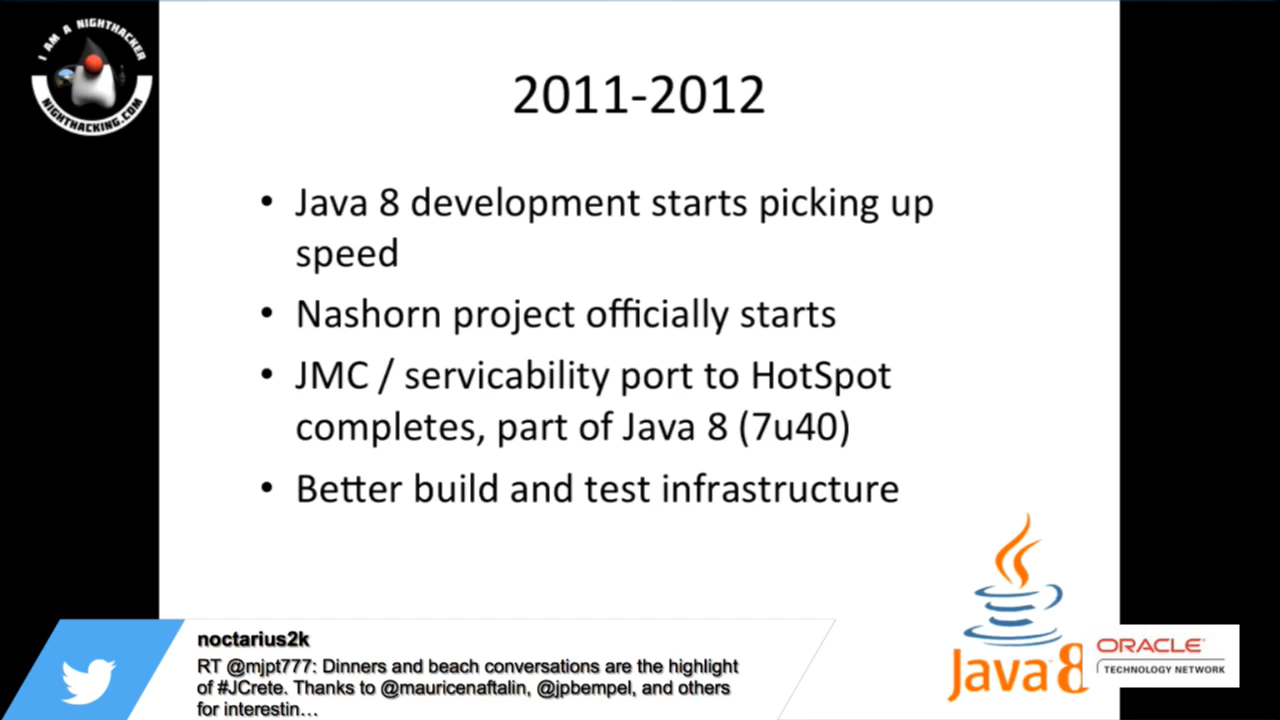 I AM A NIGHTHACKER
NIGHTHACKING.COM
2011-2012
• Java 8 development starts picking up
speed
• Nashorn project officially starts
• JMC / servicability port to HotSpot
completes, part of Java 8 (7u40)
• Better build and test infrastructure
Java 8
ORACLE
TECHNOLOGY NETWORK
noctarius2k
RT @mjpt777: Dinners and beach conversations are the highlight
of #JCrete. Thanks to @mauricenaftalin, @jpbempel, and others
for interestin…